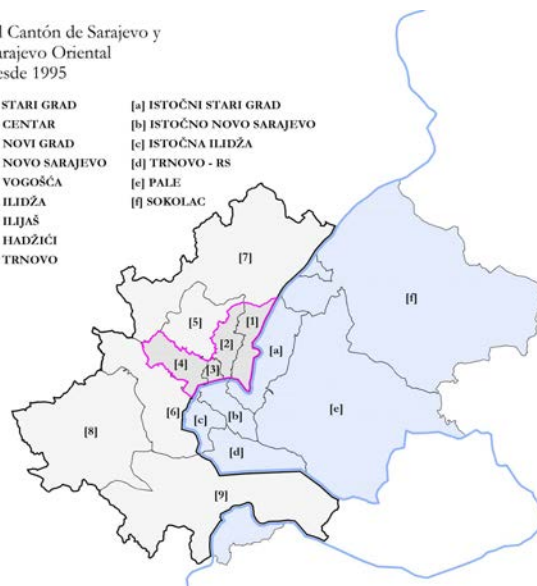 l Cantón de Sarajevo y
arajevo Oriental
esde 1995
STARI GRAD
CENTAR
NOVI GRAD
NOVO SARAJEVO
VOGOŠĆA
ILIDŽA
ILIJAŠ
HADŽIĆI
TRNOVO
[a] ISTOČNI STARI GRAD
[b] ISTOČNO NOVO SARAJEVO
[c] ISTOČNA ILIDŽA
[d] TRNOVO - RS
[e] PALE
[f] SOKOLAC
[7]
[f]
[5]
[1]
[2]
[a]
[4]
[3]
[6]
[c]
[b]
[e]
[8]
[d]
[9]